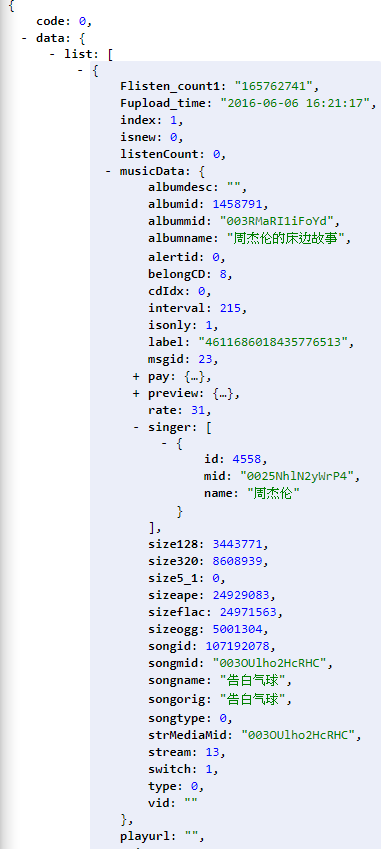 {
code: 0,
- data: {
- list: [
- {
Flisten_count1: "165762741",
Fupload_time: "2016-06-06 16:21:17",
index: 1,
isnew: 0,
listenCount: 0,
- musicData: {
albumdesc: "",
albumid: 1458791,
albummid: "003RMaRI1iFoYd",
albumname: "周杰伦的床边故事",
alertid: 0,
belongCD: 8,
cdIdx: 0,
interval: 215,
isonly: 1,
label: "4611686018435776513",
msgid: 23,
+ pay: {…},
+ preview: {…},
rate: 31,
- singer: [
- {
id: 4558,
mid: "0025NhlN2yWrP4",
name: "周杰伦"
}
],
size128: 3443771,
size320: 8608939,
size5_1: 0,
sizeape: 24929083,
sizeflac: 24971563,
sizeogg: 5001304,
songid: 107192078,
songmid: "003OUlho2HcRHC",
songname: "告白气球",
songorig: "告白气球",
songtype: 0,
strMediaMid: "003OUlho2HcRHC",
stream: 13,
switch: 1,
type: 0,
vid: ""
},
playurl: "",